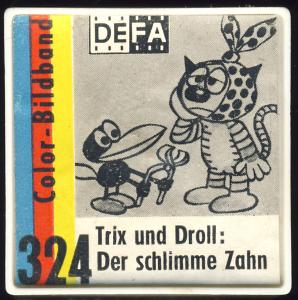 DEFA
Color-Bildband
324
Trix und Droll:
Der schlimme Zahn